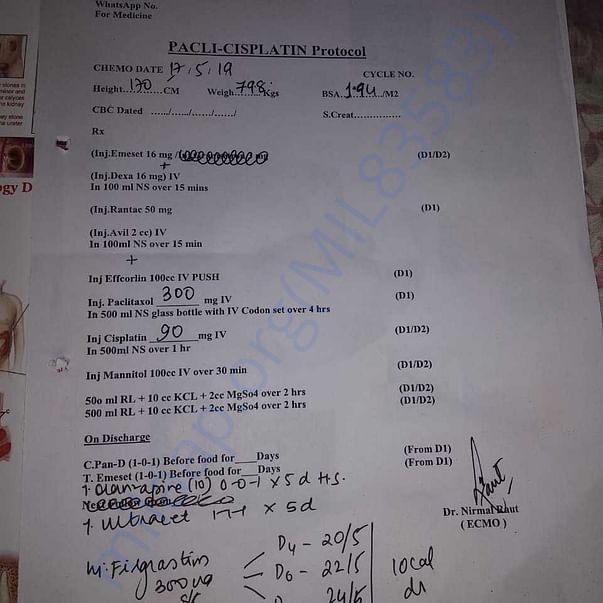 WhatsApp No.
For Medicine
PACLI-CISPLATIN Protocol
CHEMO DATE 17/5/19
CYCLE NO.
Height 170 CM Weigh 79.8 Kgs BSA 1.94 /M2
CBC Dated ....../....../....../....../ S.Creat
Rx
(Inj.Emeset 16 mg / (D1/D2)
+
(Inj.Dexa 16 mg) IV
In 100 ml NS over 15 mins
(Inj.Rantac 50 mg (D1)
(Inj.Avil 2 cc) IV
In 100ml NS over 15 min
+
Inj Effcorlin 100cc IV PUSH (D1)
Inj. Paclitaxol 300 mg IV (D1)
In 500 ml NS glass bottle with IV Codon set over 4 hrs
Inj Cisplatin 90 mg IV (D1/D2)
In 500ml NS over 1 hr
Inj Mannitol 100cc IV over 30 min (D1/D2)
50o ml RL + 10 cc KCL + 2cc MgSo4 over 2 hrs (D1/D2)
500 ml RL + 10 cc KCL + 2cc MgSo4 over 2 hrs (D1/D2)
On Discharge
C.Pan-D (1-0-1) Before food for____Days (From D1)
T. Emeset (1-0-1) Before food for____Days (From D1)
T. Olanzapine (10) 0-0-1 x 5d H.S.
T. Ultracet 1-1-1 x 5d
Dr. Nirmal Raut
( ECMO )
Inj. Filgrastim
300 ug
s/c
D4 - 20/5
D6 - 22/5
24/5
local
dr
milaap.org(MIL83583)
ogy D